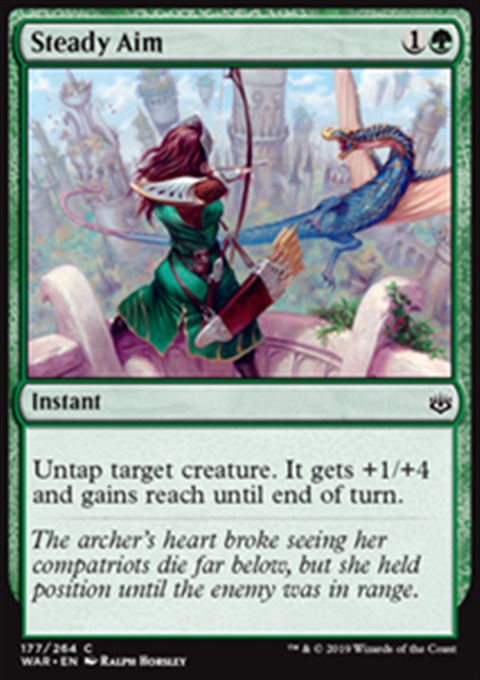 Steady Aim 1
Instant
Untap target creature. It gets +1/+4
and gains reach until end of turn.
The archer's heart broke seeing her
compatriots die far below, but she held
position until the enemy was in range.
177/264 C
WAR • EN Ralph Horsley
™ & © 2019 Wizards of the Coast